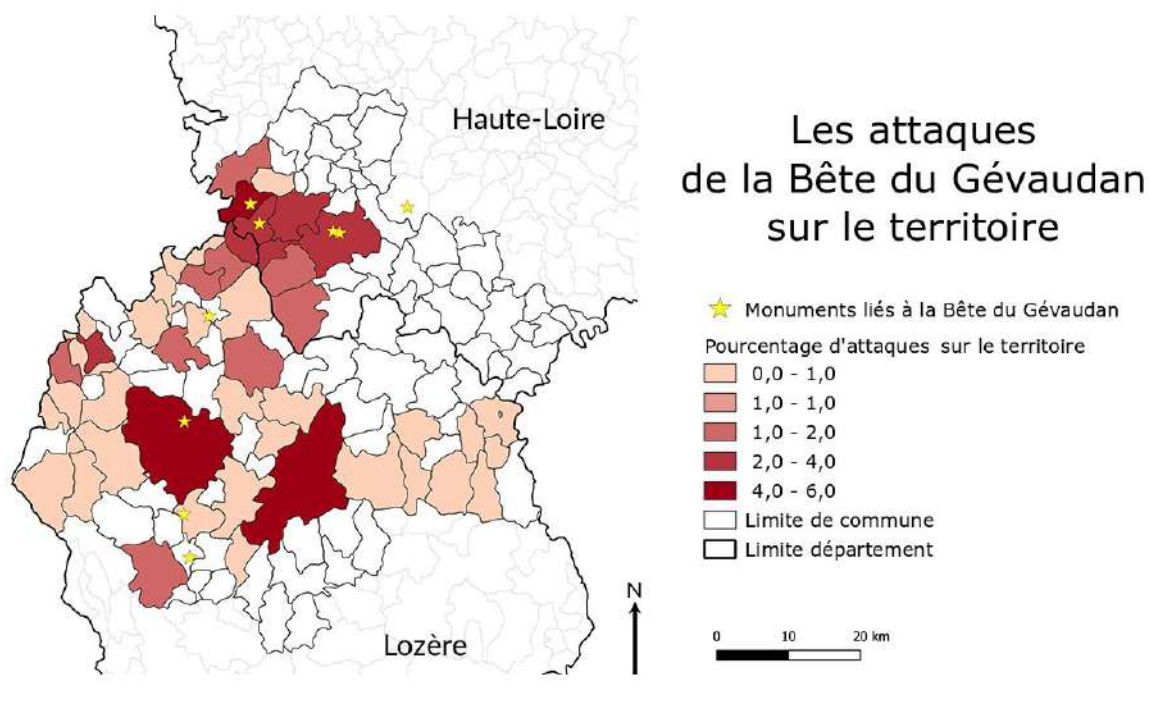 Haute-Loire
Lozère
N
Les attaques
de la Bête du Gévaudan
sur le territoire
Monuments liés à la Bête du Gévaudan
Pourcentage d'attaques sur le territoire
0,0 - 1,0
1,0 - 1,0
1,0 - 2,0
2,0 - 4,0
4,0 - 6,0
Limite de commune
Limite département
0 10 20 km